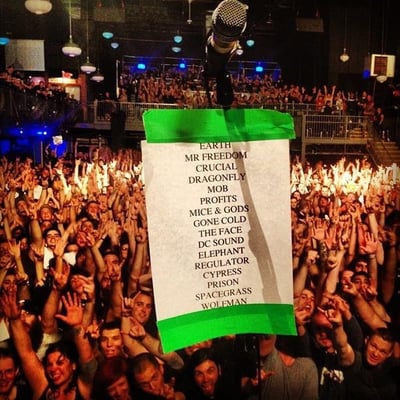 EARTH
MR FREEDOM
CRUCIAL
DRAGONFLY
MOB
PROFITS
MICE & GODS
GONE COLD
THE FACE
DC SOUND
ELEPHANT
REGULATOR
CYPRESS
PRISON
SPACEGRASS
WOLFMAN